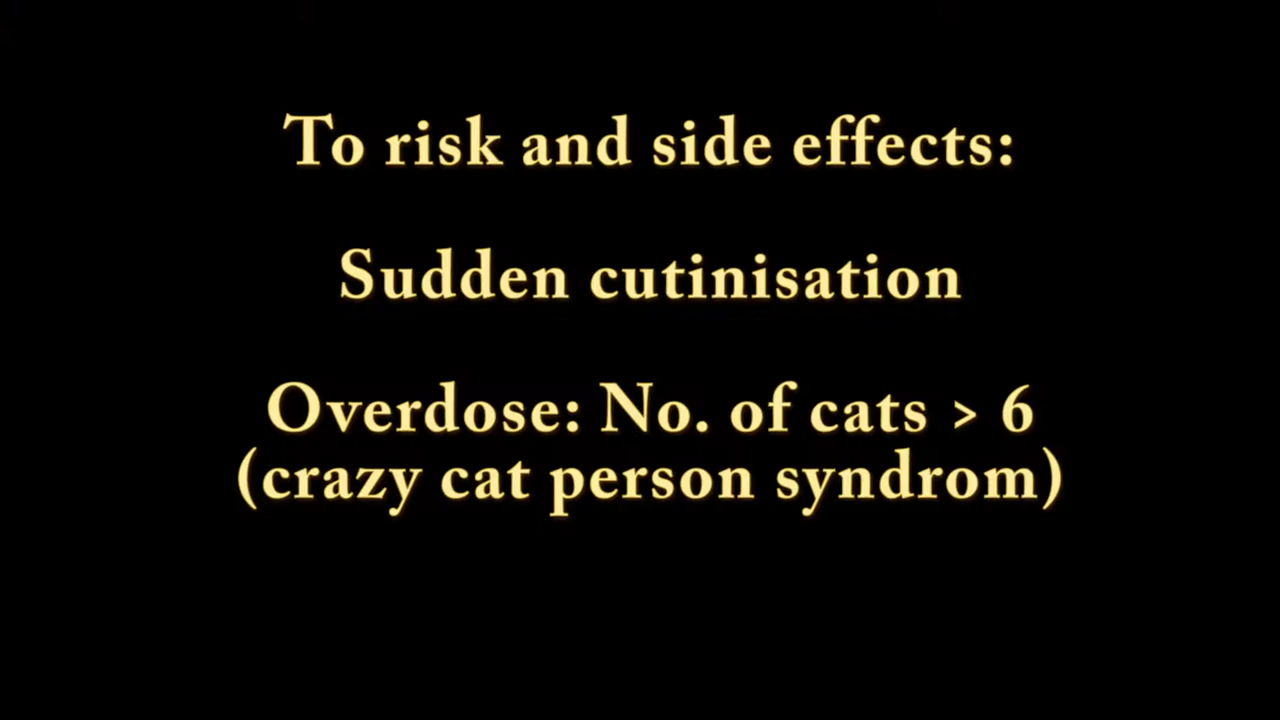 To risk and side effects:
Sudden cutinisation
Overdose: No. of cats > 6
(crazy cat person syndrom)